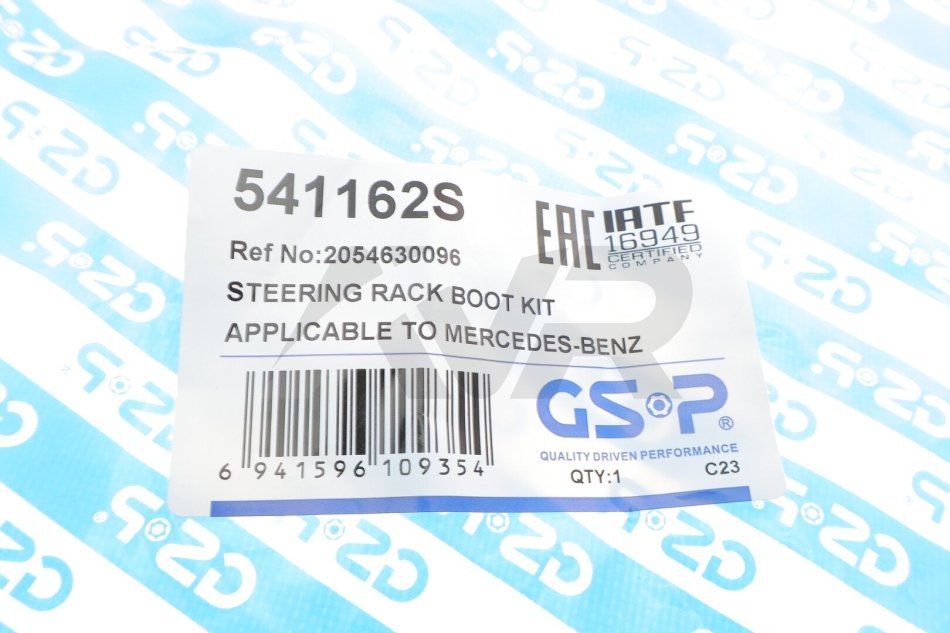 541162S
EAC
IATF
16949
CERTIFIED
COMPANY
Ref No:2054630096
STEERING RACK BOOT KIT
APPLICABLE TO MERCEDES-BENZ
6 941596 109354
GSP®
QUALITY DRIVEN PERFORMANCE
QTY:1 C23